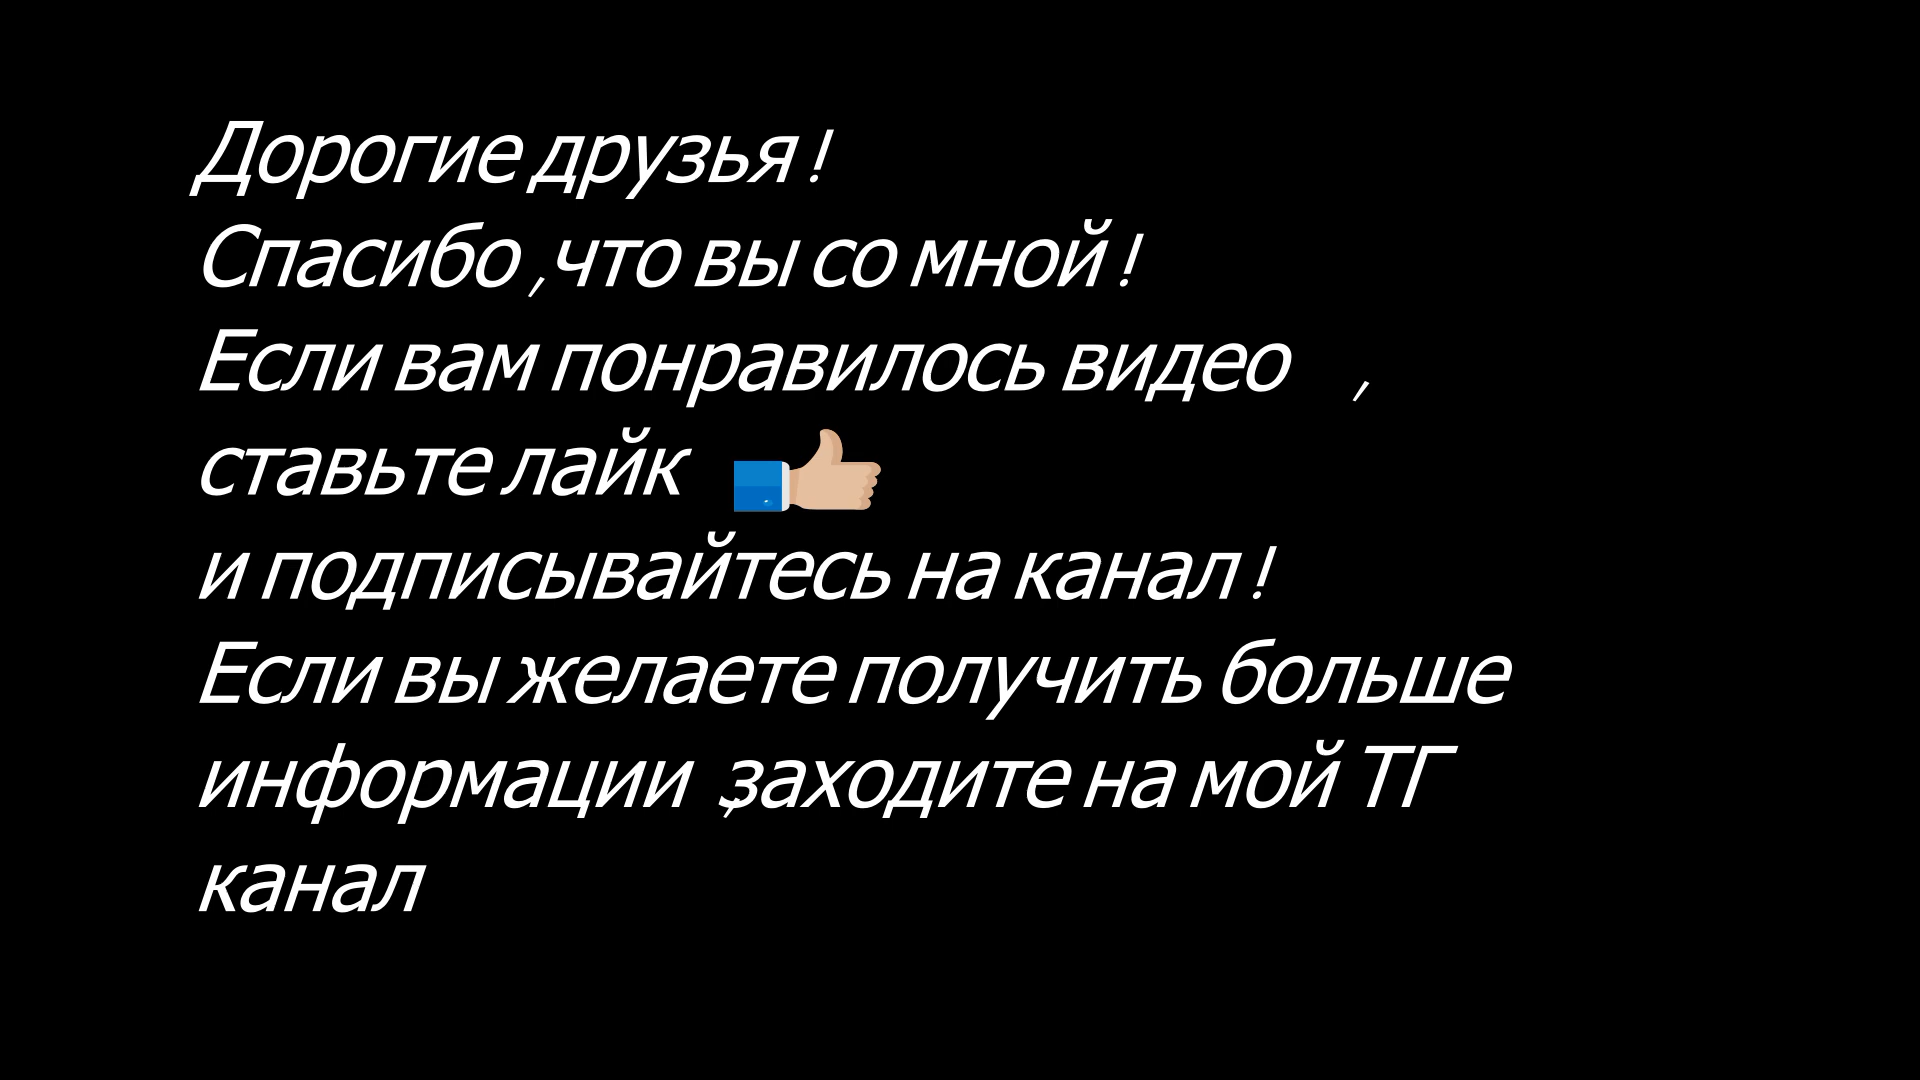 Дорогие друзья !
Спасибо ,что вы со мной !
Если вам понравилось видео ,
ставьте лайк
и подписывайтесь на канал !
Если вы желаете получить больше
информации ,заходите на мой ТГ
канал